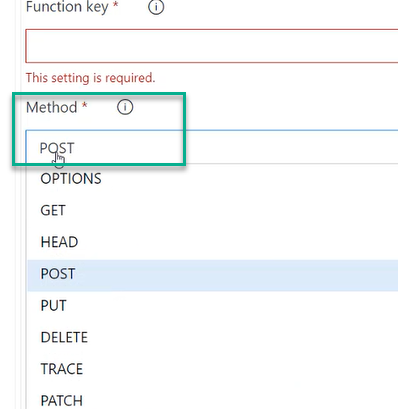 Function key *
This setting is required.
Method *
POST
OPTIONS
GET
HEAD
POST
PUT
DELETE
TRACE
PATCH